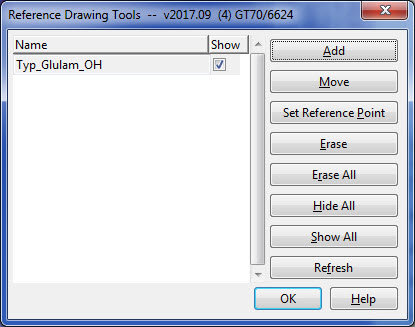 Reference Drawing Tools -- v2017.09 (4) GT70/6624
Name Show
Typ_Glulam_OH
Add
Move
Set Reference Point
Erase
Erase All
Hide All
Show All
Refresh
OK Help